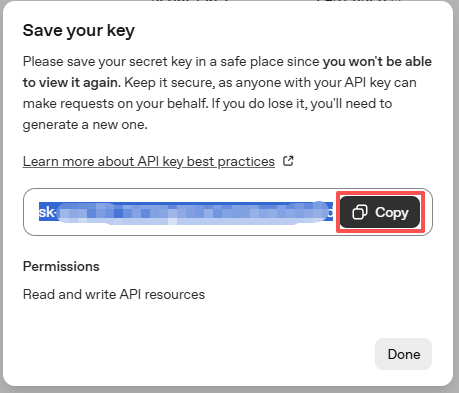 Save your key
Please save your secret key in a safe place since you won't be able
to view it again. Keep it secure, as anyone with your API key can
make requests on your behalf. If you do lose it, you'll need to
generate a new one.
Learn more about API key best practices
sk-
Copy
Permissions
Read and write API resources
Done